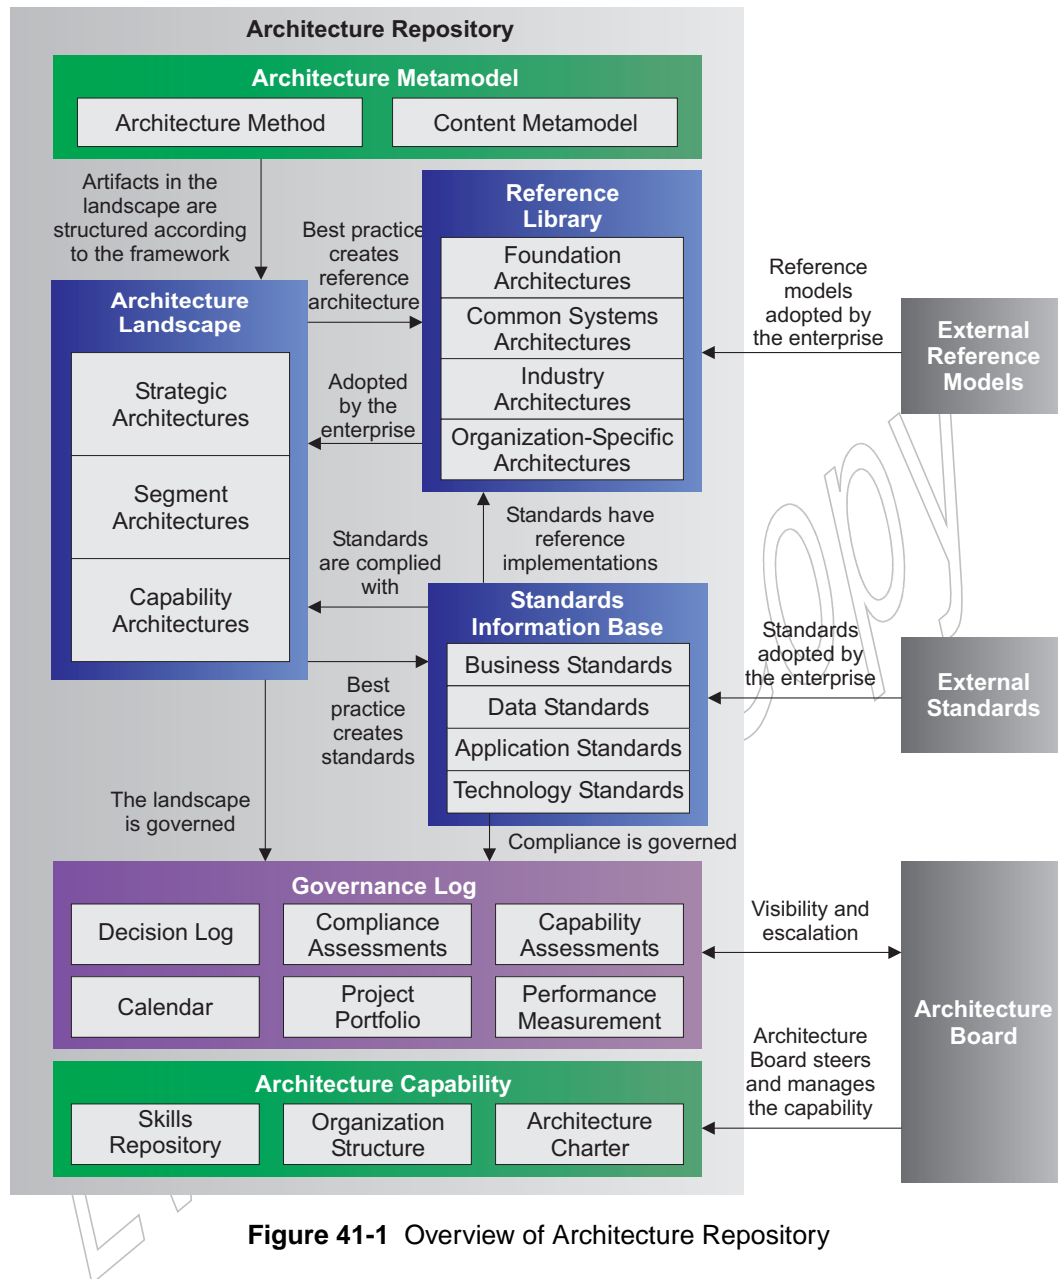 Architecture Repository
Architecture Metamodel
Architecture Method
Content Metamodel
Artifacts in the
landscape are
structured according
to the framework
Best practice
creates
reference
architecture
Reference
Library
Foundation
Architectures
Common Systems
Architectures
Industry
Architectures
Organization-Specific
Architectures
Reference
models
adopted by
the enterprise
External
Reference
Models
Architecture
Landscape
Strategic
Architectures
Segment
Architectures
Capability
Architectures
Adopted
by the
enterprise
Standards
are complied
with
Standards have
reference
implementations
Standards
Information Base
Business Standards
Data Standards
Application Standards
Technology Standards
Standards
adopted by
the enterprise
External
Standards
Best
practice
creates
standards
The landscape
is governed
Compliance is governed
Governance Log
Decision Log
Compliance
Assessments
Capability
Assessments
Calendar
Project
Portfolio
Performance
Measurement
Visibility and
escalation
Architecture
Board
Architecture
Board steers
and manages
the capability
Architecture Capability
Skills
Repository
Organization
Structure
Architecture
Charter
Figure 41-1 Overview of Architecture Repository